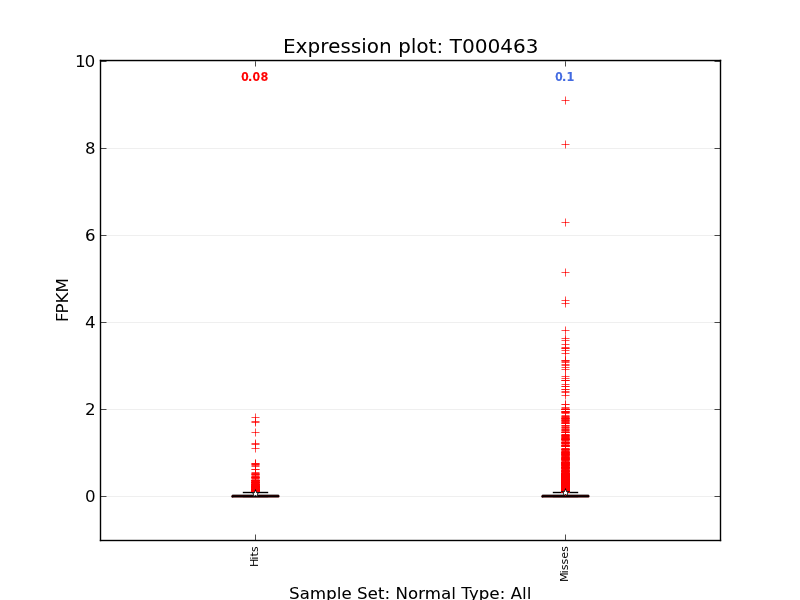 Expression plot: T000463
0.08
0.1
10
8
6
4
2
0
FPKM
Hits
Misses
Sample Set: Normal Type: All